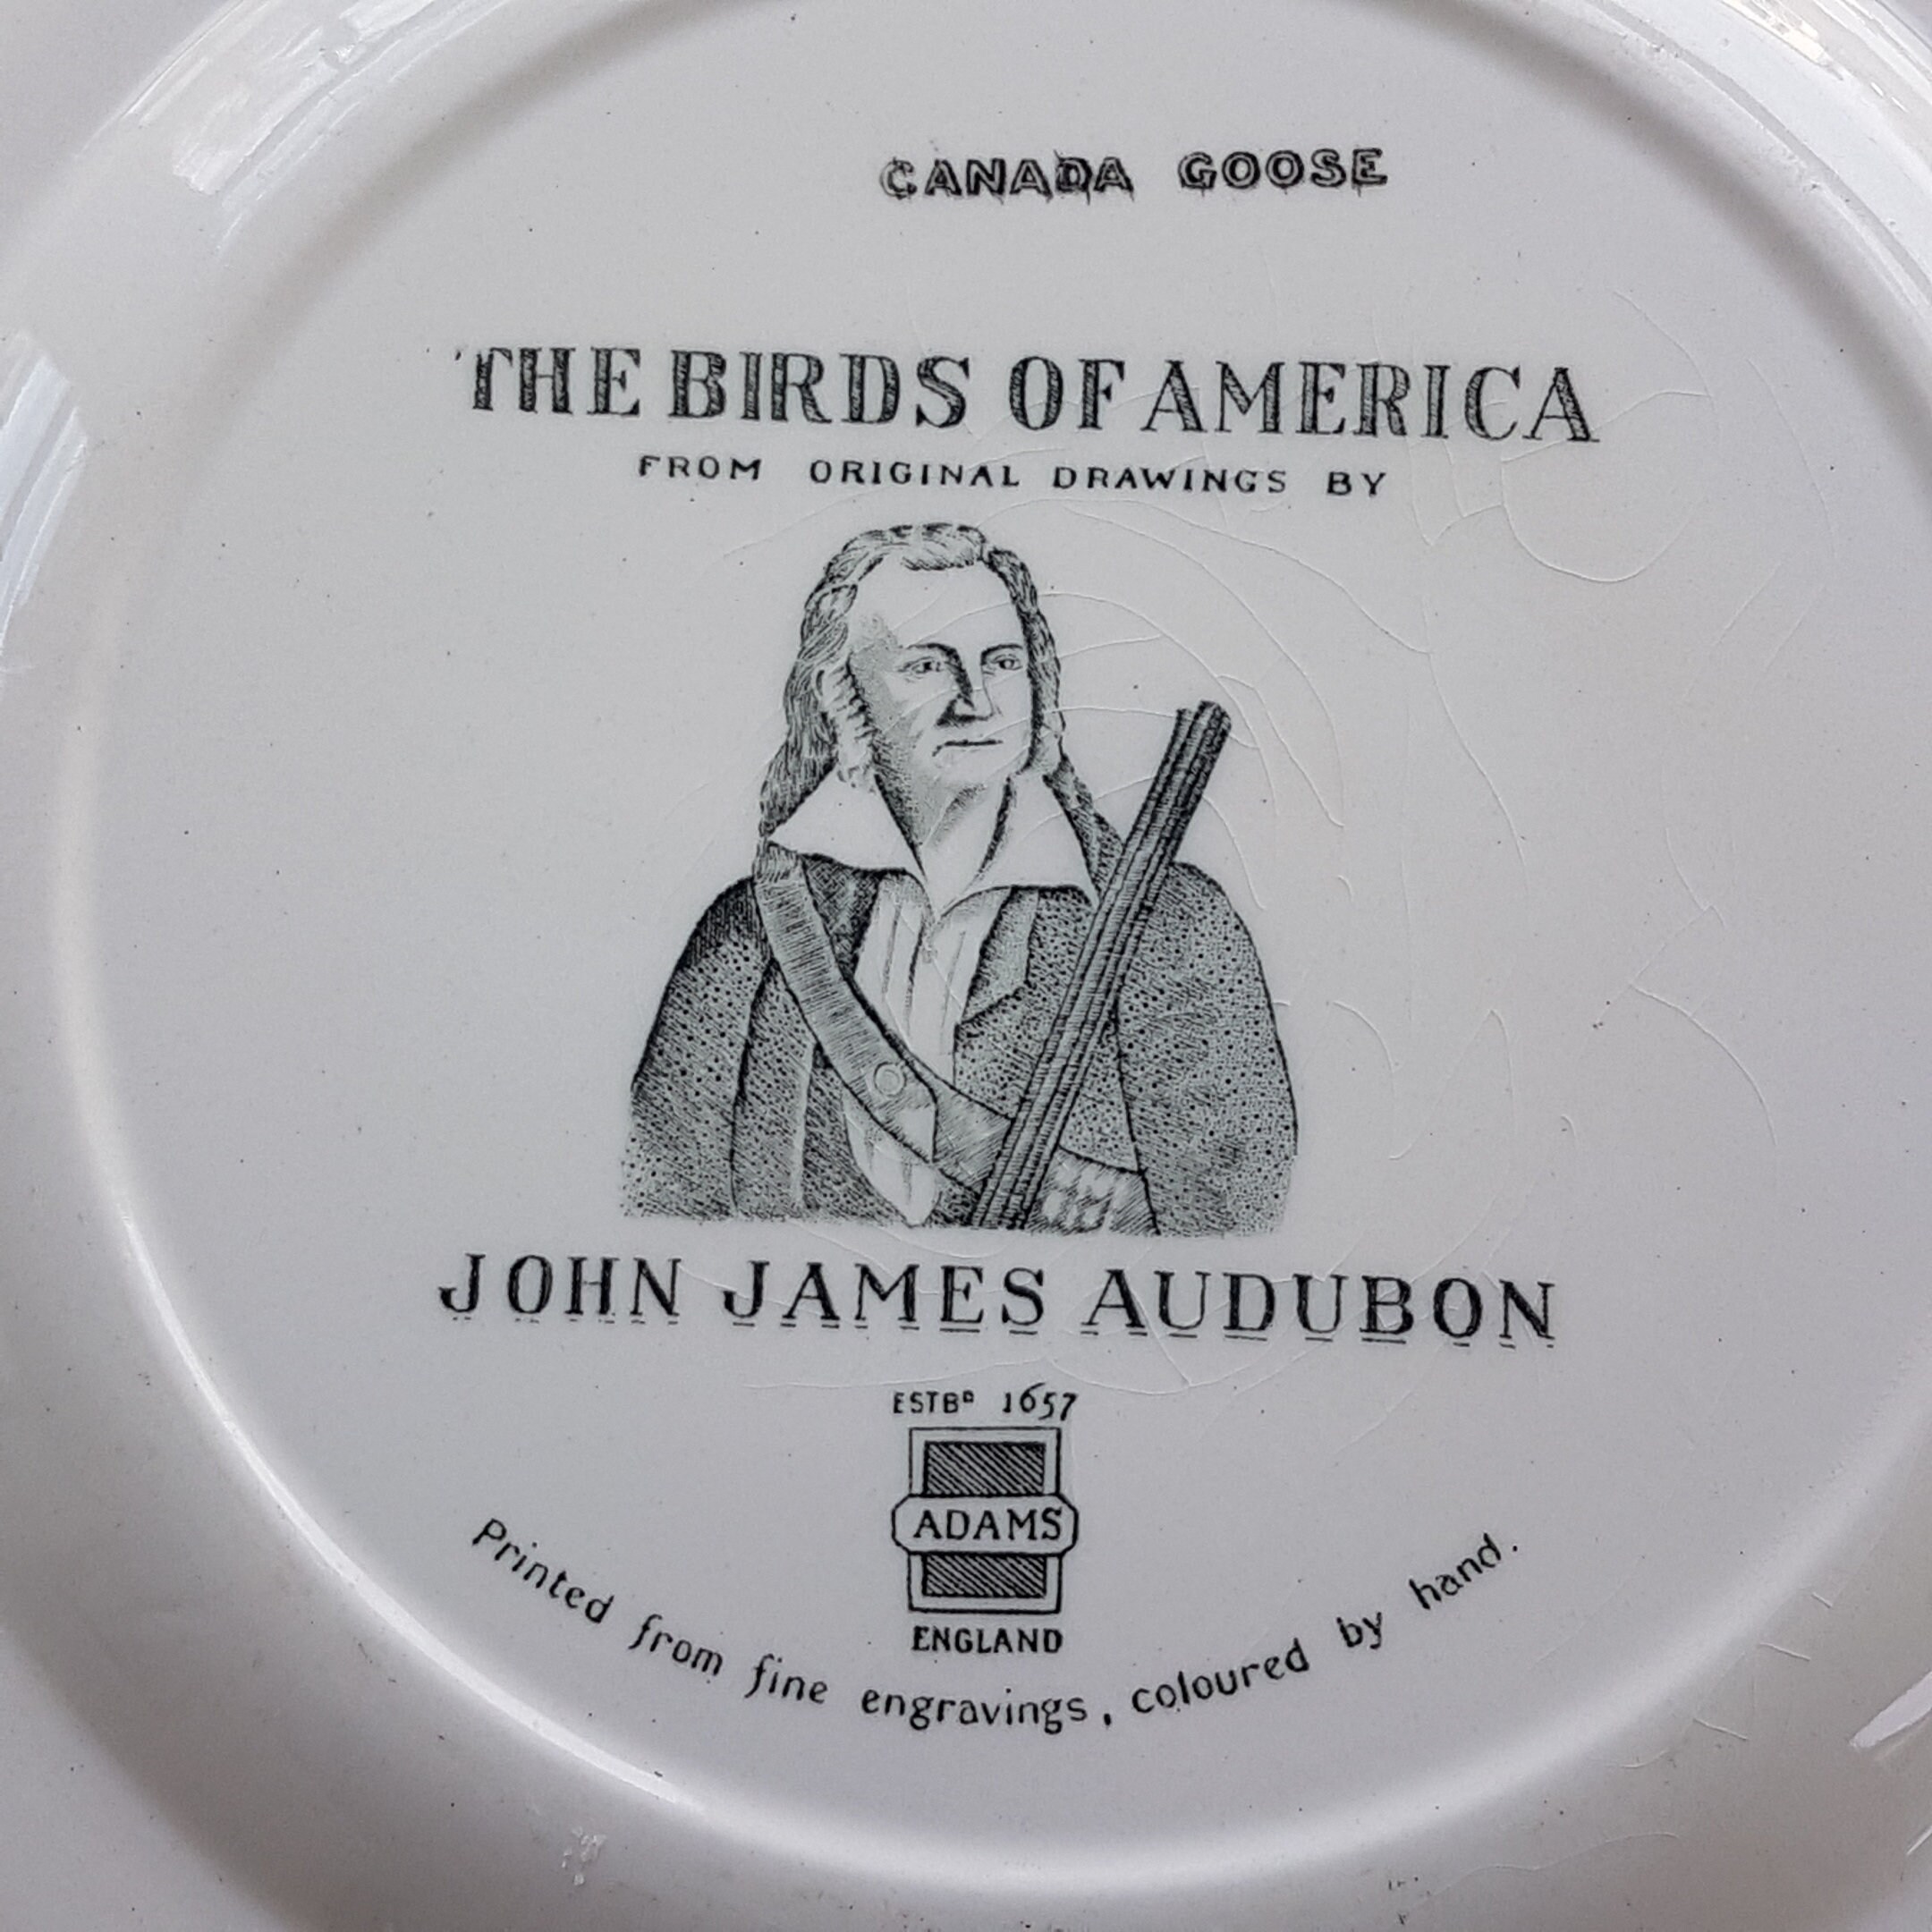 CANADA GOOSE
THE BIRDS OF AMERICA
FROM ORIGINAL DRAWINGS BY
JOHN JAMES AUDUBON
ESTBD 1657
ADAMS
ENGLAND
Printed from fine engravings, coloured by hand.